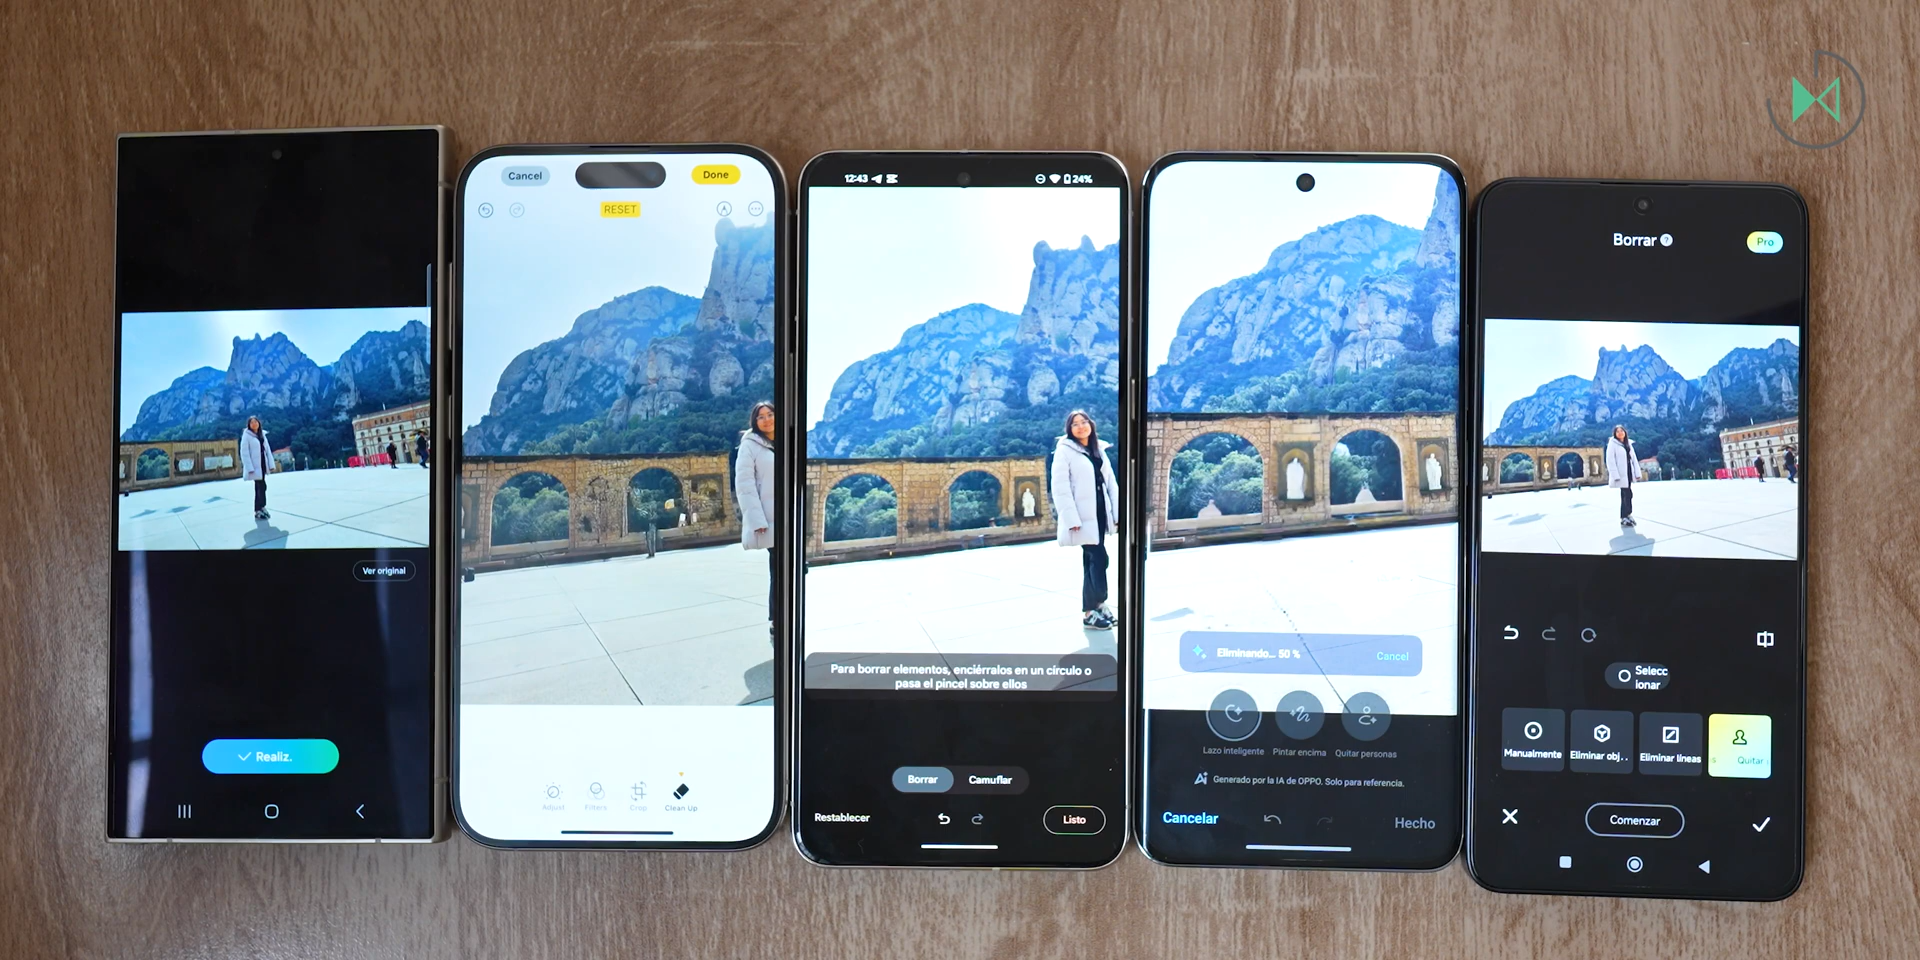 Ver original
Realiz.
Cancel
Done
RESET
Adjust
Filters
Crop
Clean Up
12:43
24%
Para borrar elementos, enciérralos en un círculo o
pasa el pincel sobre ellos
Borrar
Camuflar
Restablecer
Listo
Eliminando... 50 %
Cancel
Lazo inteligente
Pintar encima
Quitar personas
Ai Generado por la IA de OPPO. Solo para referencia.
Cancelar
Hecho
Borrar ?
Pro
Selecc
ionar
Manualmente
Eliminar obj..
Eliminar líneas
s Quitar
Comenzar